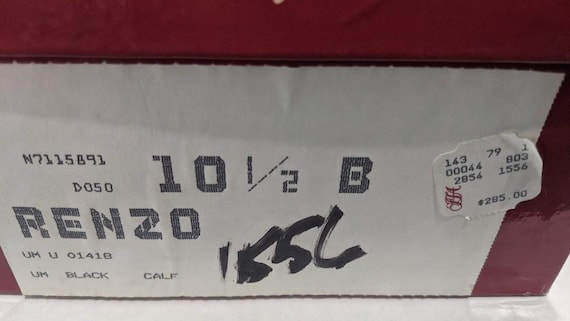 N7115891
D050
10 1/2 B
RENZO
UM U 01418
UM BLACK CALF
1556
143 79 1
00044 803
2854 1556
$285.00